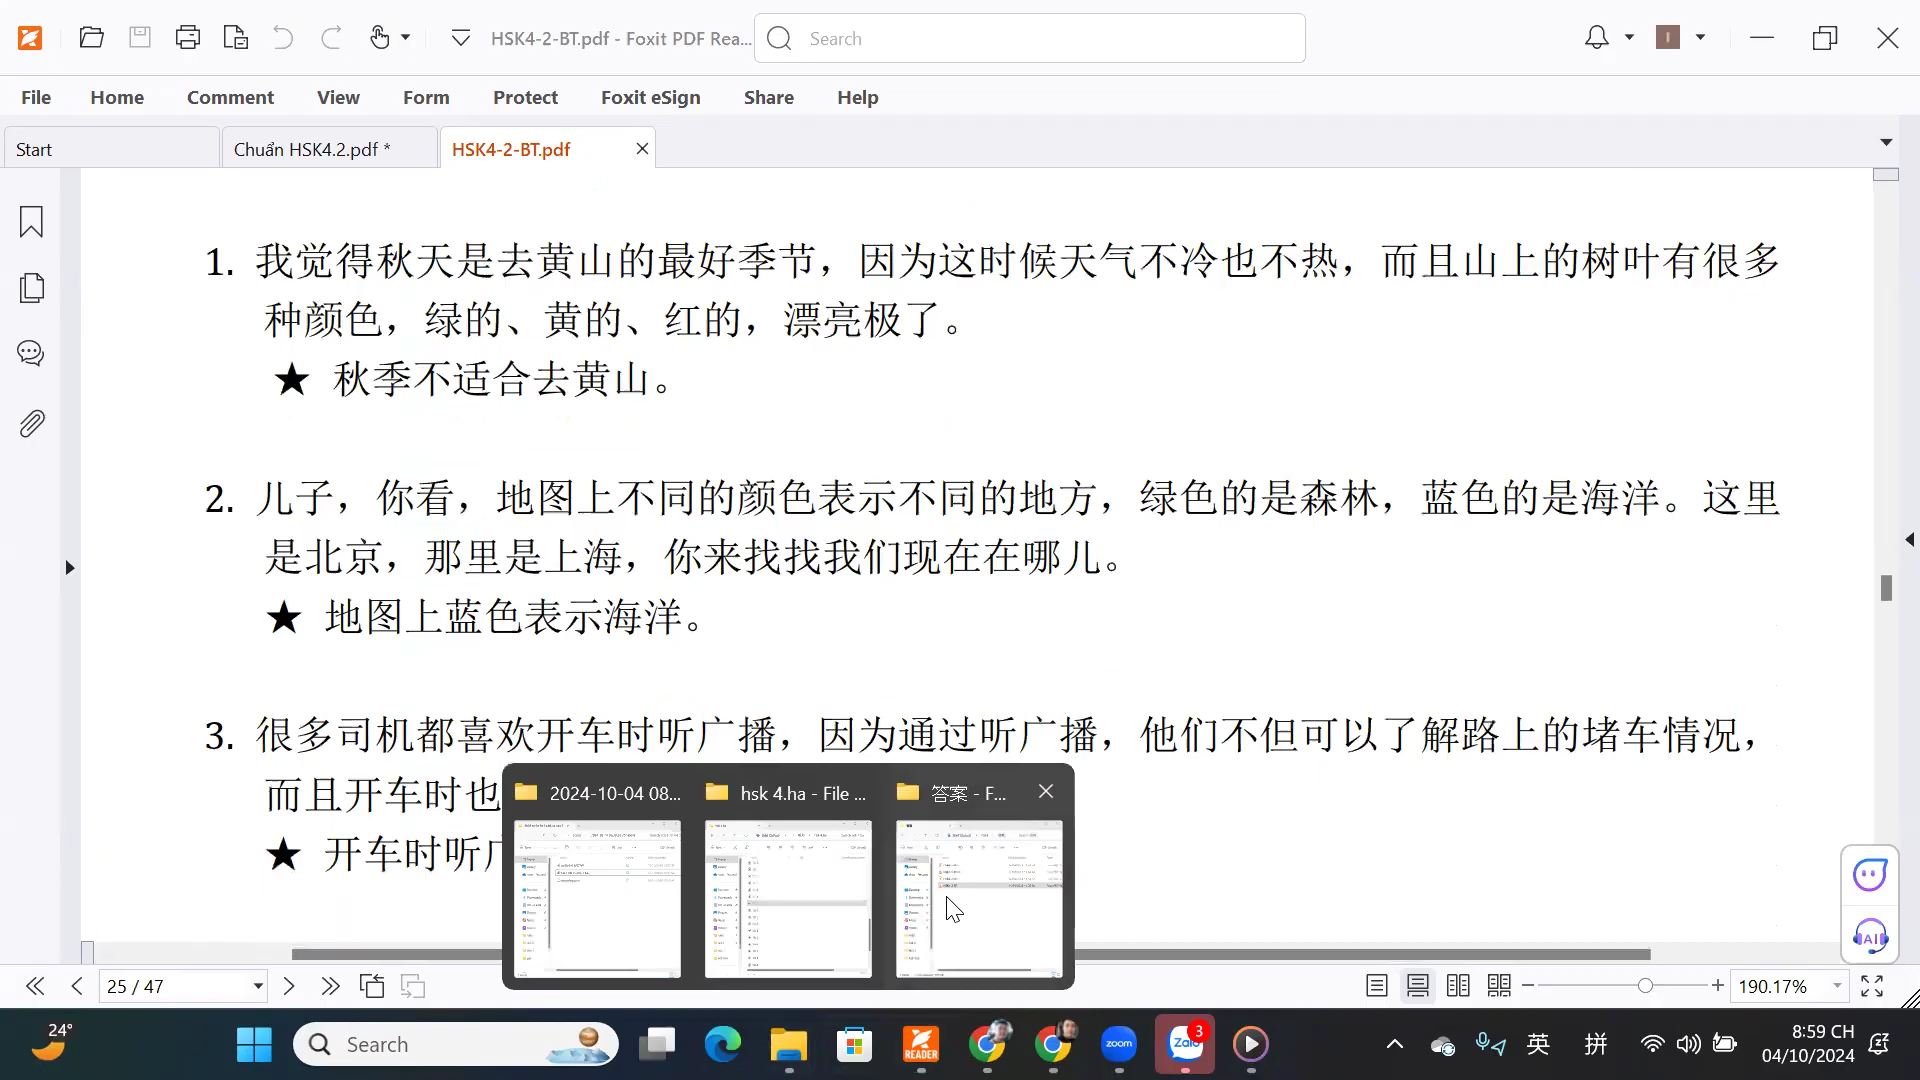 HSK4-2-BT.pdf - Foxit PDF Rea...
Search
File Home Comment View Form Protect Foxit eSign Share Help
Start
Chuẩn HSK4.2.pdf *
HSK4-2-BT.pdf
1. 我觉得秋天是去黄山的最好季节，因为这时候天气不冷也不热，而且山上的树叶有很多
种颜色，绿的、黄的、红的，漂亮极了。
★ 秋季不适合去黄山。
2. 儿子，你看，地图上不同的颜色表示不同的地方，绿色的是森林，蓝色的是海洋。这里
是北京，那里是上海，你来找找我们现在在哪儿。
★ 地图上蓝色表示海洋。
3. 很多司机都喜欢开车时听广播，因为通过听广播，他们不但可以了解路上的堵车情况，
而且开车时也
★ 开车时听
2024-10-04 08...
hsk 4.ha - File ...
答案 - F...
AI
25 / 47
190.17%
24°
Search
READER
zoom
Zalo
3
英
拼
8:59 CH
04/10/2024